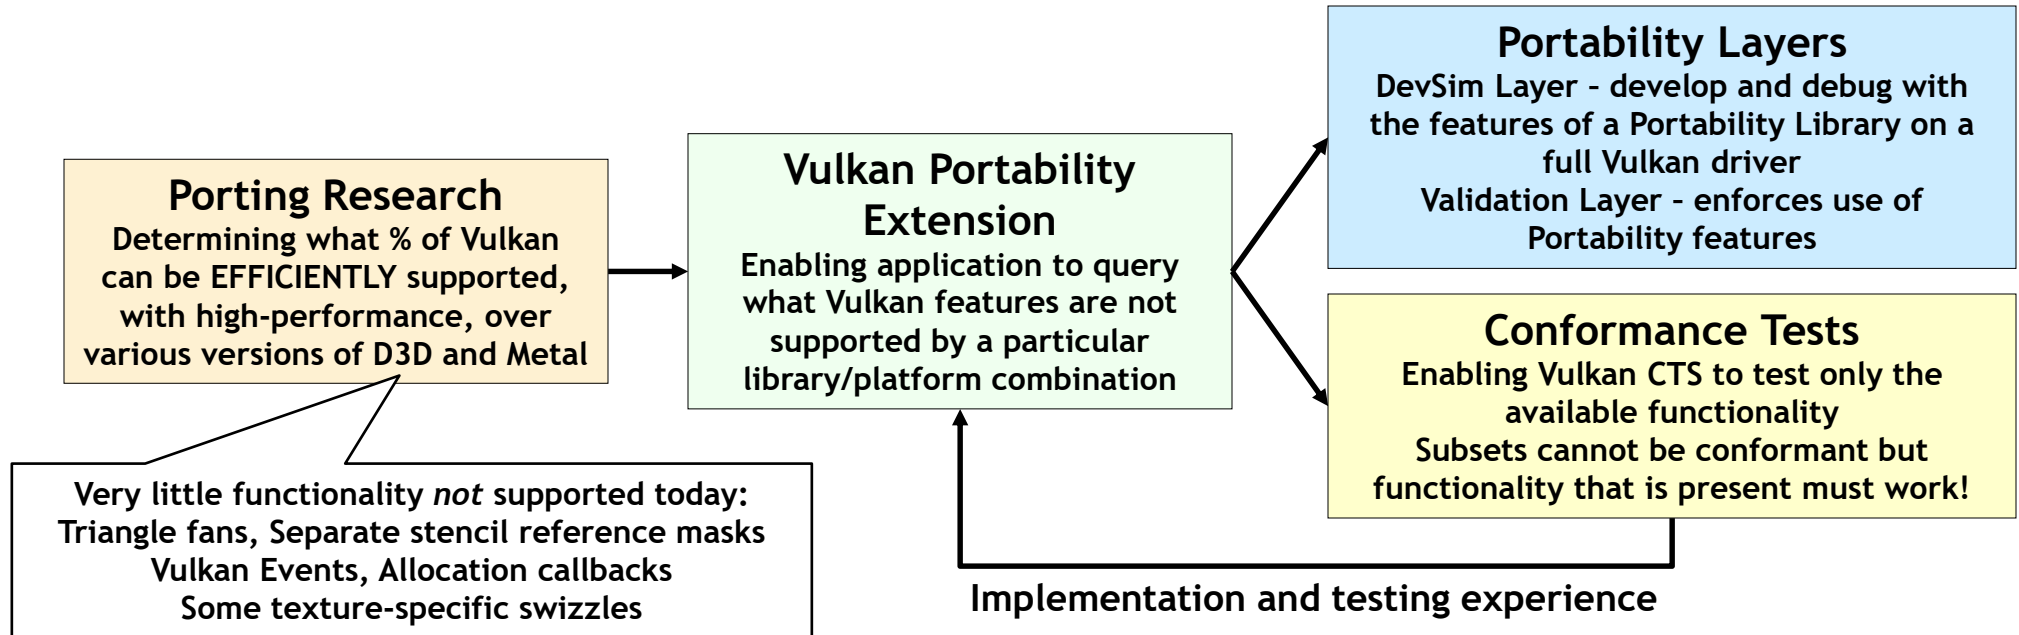 Porting Research
Determining what % of Vulkan
can be EFFICIENTLY supported,
with high-performance, over
various versions of D3D and Metal
Very little functionality not supported today:
Triangle fans, Separate stencil reference masks
Vulkan Events, Allocation callbacks
Some texture-specific swizzles
Vulkan Portability
Extension
Enabling application to query
what Vulkan features are not
supported by a particular
library/platform combination
Portability Layers
DevSim Layer – develop and debug with
the features of a Portability Library on a
full Vulkan driver
Validation Layer – enforces use of
Portability features
Conformance Tests
Enabling Vulkan CTS to test only the
available functionality
Subsets cannot be conformant but
functionality that is present must work!
Implementation and testing experience